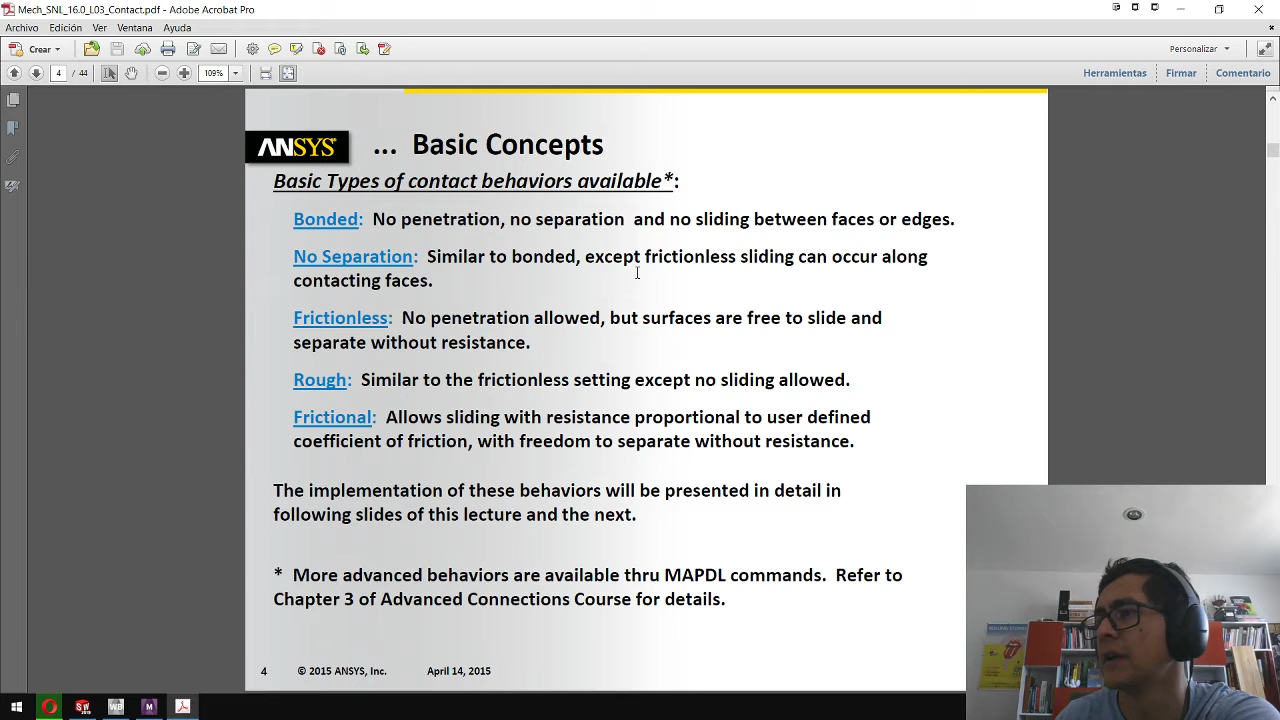 Mech_SNL_16.0_L03_Contact.pdf - Adobe Acrobat Pro
Archivo Edición Ver Ventana Ayuda
Crear
Personalizar
4 / 44
109%
Herramientas Firmar Comentario
ANSYS
... Basic Concepts
Basic Types of contact behaviors available*:
Bonded: No penetration, no separation and no sliding between faces or edges.
No Separation: Similar to bonded, except frictionless sliding can occur along
contacting faces.
Frictionless: No penetration allowed, but surfaces are free to slide and
separate without resistance.
Rough: Similar to the frictionless setting except no sliding allowed.
Frictional: Allows sliding with resistance proportional to user defined
coefficient of friction, with freedom to separate without resistance.
The implementation of these behaviors will be presented in detail in
following slides of this lecture and the next.
* More advanced behaviors are available thru MAPDL commands. Refer to
Chapter 3 of Advanced Connections Course for details.
4 © 2015 ANSYS, Inc. April 14, 2015